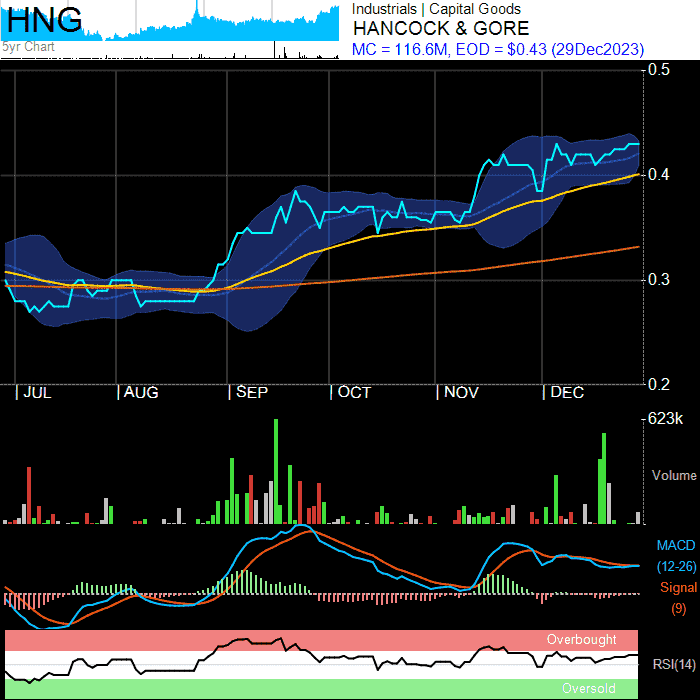 HNG
5yr Chart
Industrials | Capital Goods
HANCOCK & GORE
MC = 116.6M, EOD = $0.43 (29Dec2023)
0.5
0.4
0.3
0.2
JUL AUG SEP OCT NOV DEC
623k
Volume
MACD
(12-26)
Signal
(9)
Overbought
RSI(14)
Oversold